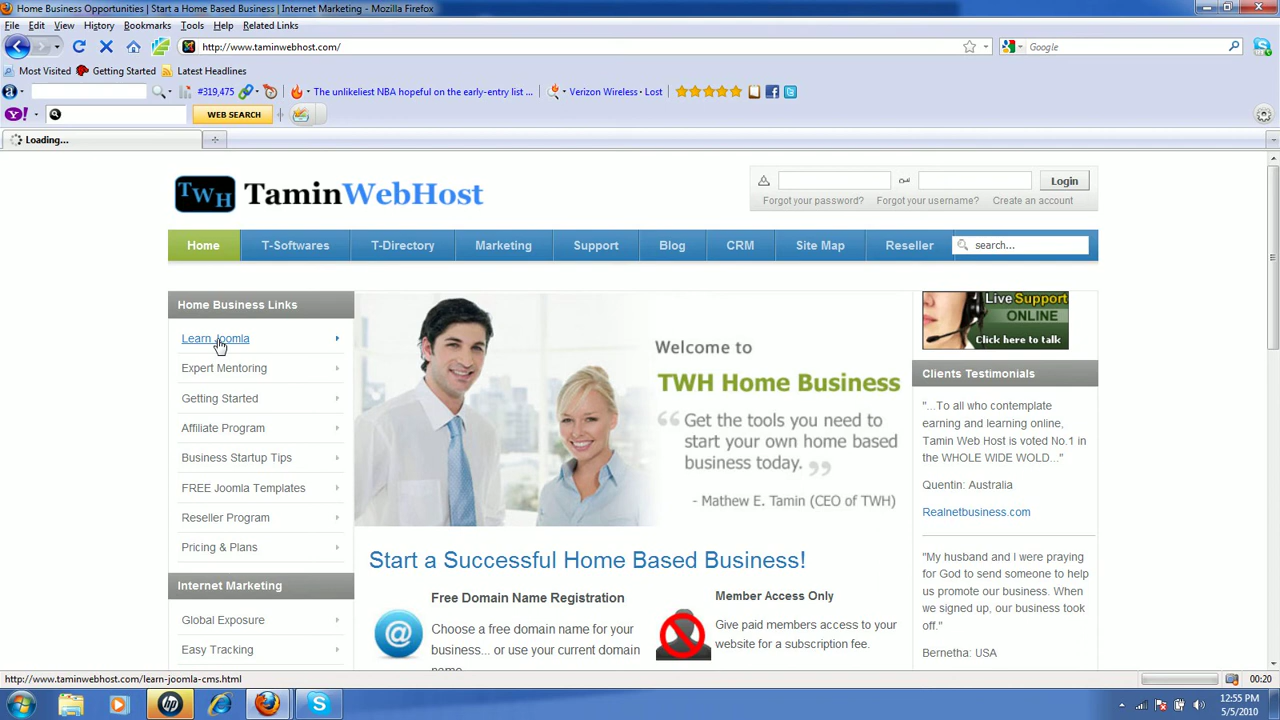 Home Business Opportunities | Start a Home Based Business | Internet Marketing - Mozilla Firefox
File Edit View History Bookmarks Tools Help Related Links
http://www.taminwebhost.com/
Google
Most Visited Getting Started Latest Headlines
#319,475 The unlikeliest NBA hopeful on the early-entry list ... Verizon Wireless · Lost
Y! WEB SEARCH
Loading...
TWH TaminWebHost
Login
Forgot your password? Forgot your username? Create an account
Home T-Softwares T-Directory Marketing Support Blog CRM Site Map Reseller search...
Home Business Links
Learn Joomla
Expert Mentoring
Getting Started
Affiliate Program
Business Startup Tips
FREE Joomla Templates
Reseller Program
Pricing & Plans
Internet Marketing
Global Exposure
Easy Tracking
Welcome to
TWH Home Business
“ Get the tools you need to
start your own home based
business today. ”
- Mathew E. Tamin (CEO of TWH)
Start a Successful Home Based Business!
Free Domain Name Registration
Choose a free domain name for your
business... or use your current domain
name
Member Access Only
Give paid members access to your
website for a subscription fee.
Live Support
ONLINE
Click here to talk
Clients Testimonials
"...To all who contemplate
earning and learning online,
Tamin Web Host is voted No.1 in
the WHOLE WIDE WOLD..."
Quentin: Australia
Realnetbusiness.com
"My husband and I were praying
for God to send someone to help
us promote our business. When
we signed up, our business took
off."
Bernetha: USA
http://www.taminwebhost.com/learn-joomla-cms.html 00:20
12:55 PM
5/5/2010